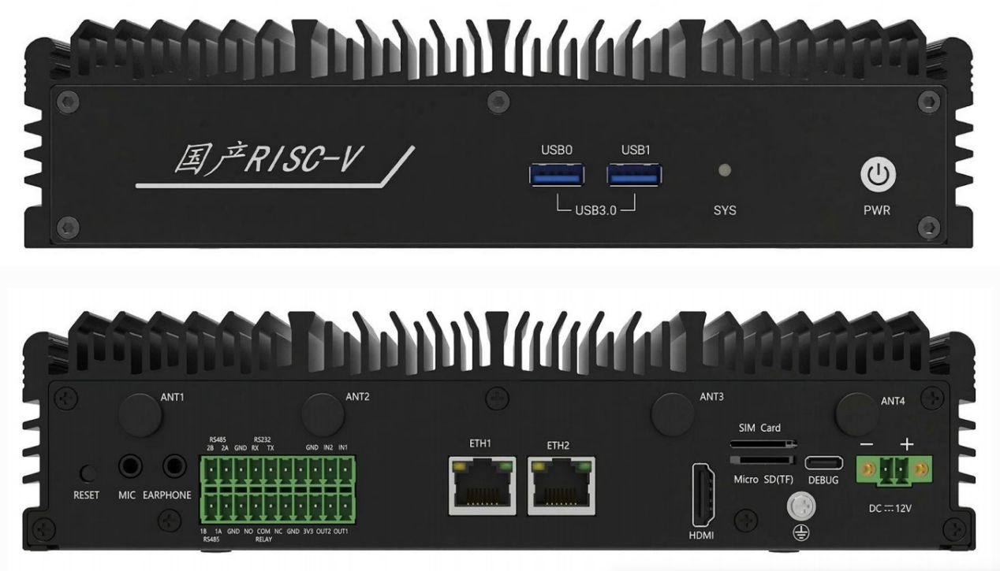 国产RISC-V
USB0 USB1
USB3.0
SYS
PWR
ANT1
ANT2
ANT3
ANT4
RS485 RS232
2B 2A GND RX TX GND IN2 IN1
ETH1
ETH2
SIM Card
Micro SD(TF)
DEBUG
− +
RESET
MIC EARPHONE
HDMI
DC 12V
1B 1A GND NO COM NC GND 3V3 OUT2 OUT1
RS485 RELAY